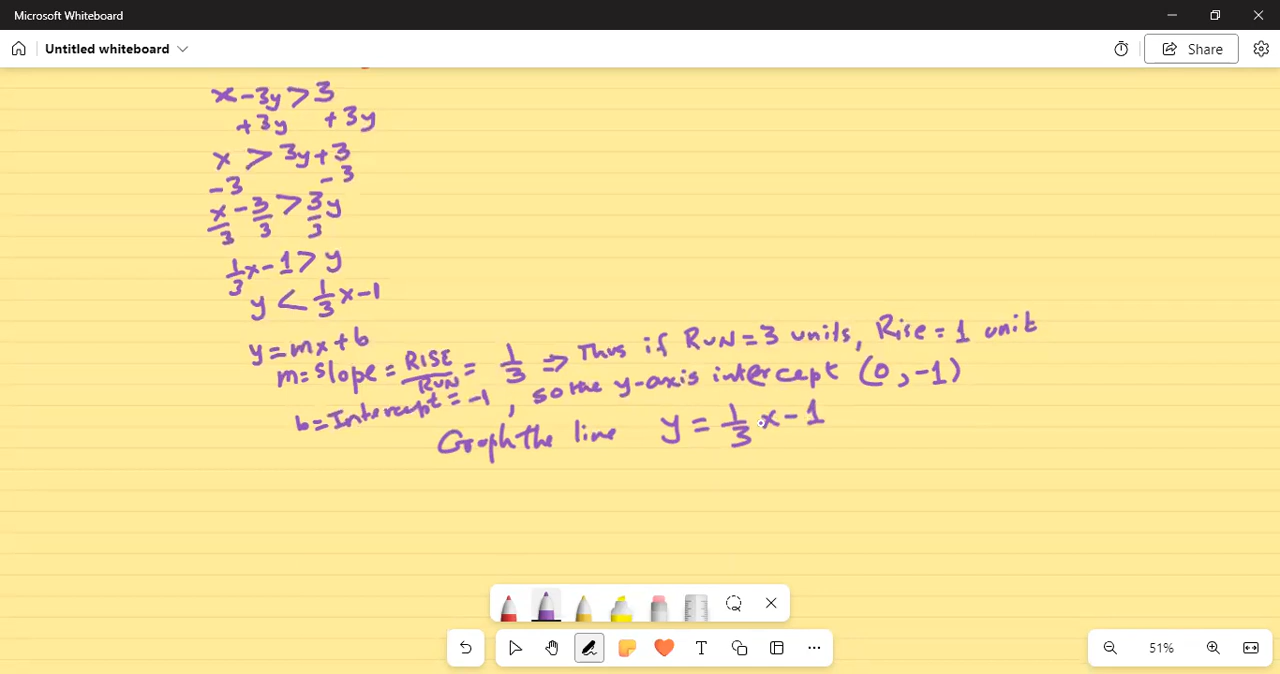 Microsoft Whiteboard
Untitled whiteboard
Share
x - 3y > 3
+3y +3y
x > 3y + 3
-3 -3
x/3 - 3/3 > 3/3 y
1/3 x - 1 > y
y < 1/3 x - 1
y = mx + b
m = slope = RISE/RUN = 1/3 ⇒ Thus if RUN = 3 units, Rise = 1 unit
b = Intercept = -1, so the y-axis intercept (0, -1)
Graph the line y = 1/3 x - 1
51%